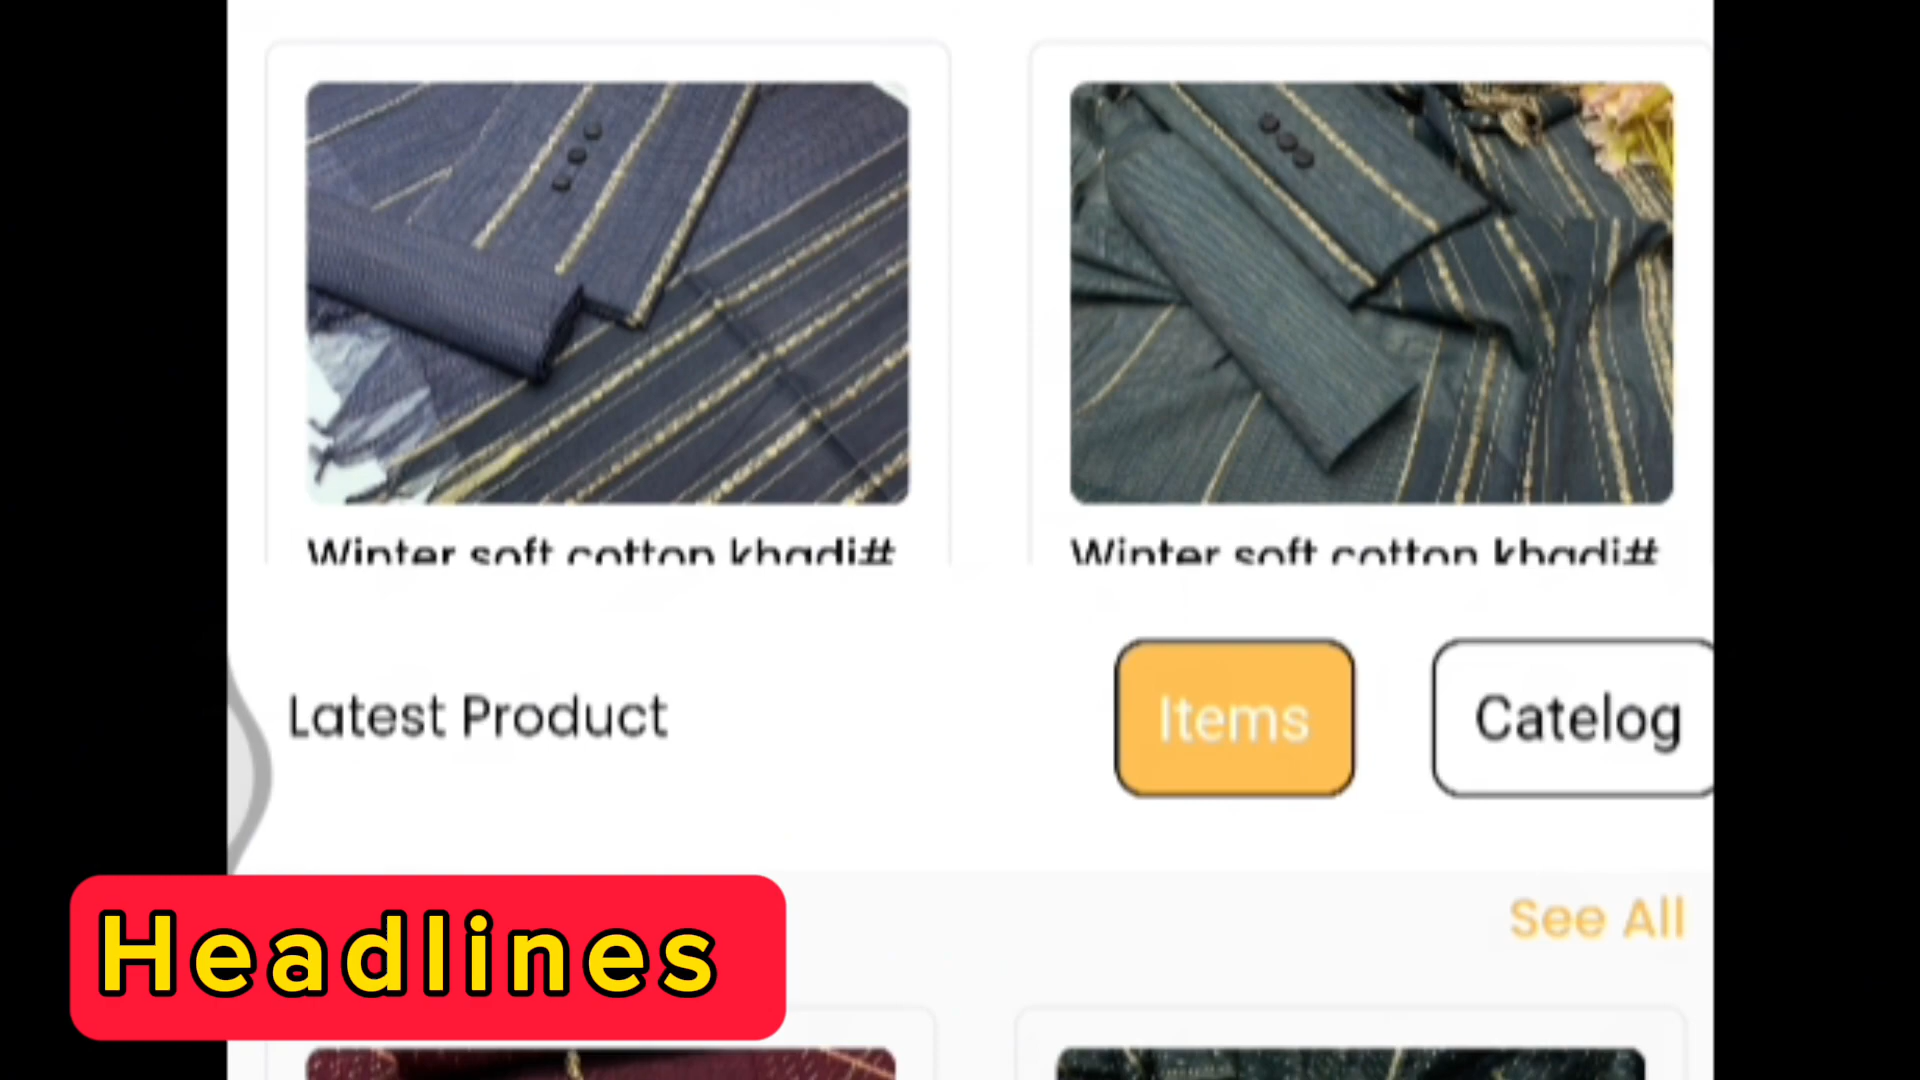 Winter soft cotton khadi#
Winter soft cotton khadi#
Latest Product
Items
Catelog
See All
Headlines